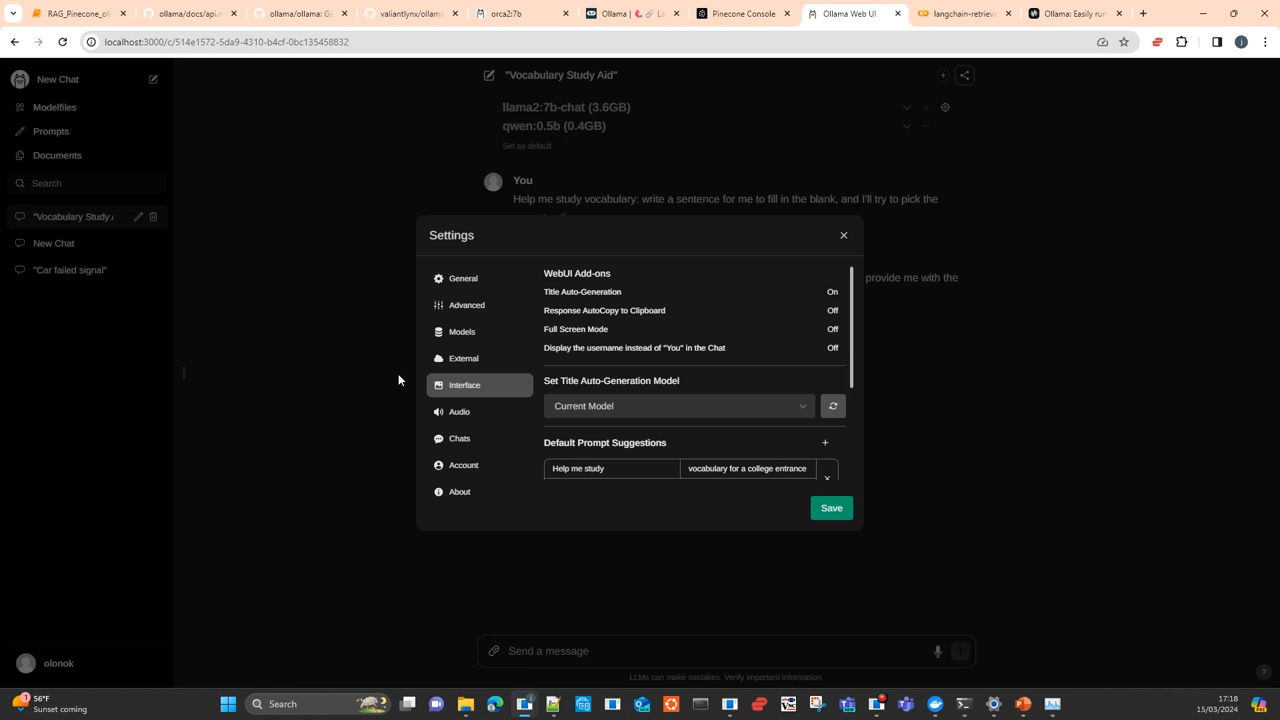 RAG_Pinecone_oll
ollama/docs/api.m
ollama/ollama: Ge
valiantlynx/ollama
orca2:7b
Ollama | 🦜️🔗 La
Pinecone Console
Ollama Web UI
langchain-retrieva
Ollama: Easily run
localhost:3000/c/514e1572-5da9-4310-b4cf-0bc135458832
New Chat
Modelfiles
Prompts
Documents
Search
"Vocabulary Study A
New Chat
"Car failed signal"
olonok
"Vocabulary Study Aid"
llama2:7b-chat (3.6GB)
qwen:0.5b (0.4GB)
Set as default
You
Help me study vocabulary: write a sentence for me to fill in the blank, and I'll try to pick the
provide me with the
Settings
General
Advanced
Models
External
Interface
Audio
Chats
Account
About
WebUI Add-ons
Title Auto-Generation On
Response AutoCopy to Clipboard Off
Full Screen Mode Off
Display the username instead of "You" in the Chat Off
Set Title Auto-Generation Model
Current Model
Default Prompt Suggestions
Help me study vocabulary for a college entrance
Save
Send a message
LLMs can make mistakes. Verify important information.
1
56°F
Sunset coming
Search
17:18
15/03/2024